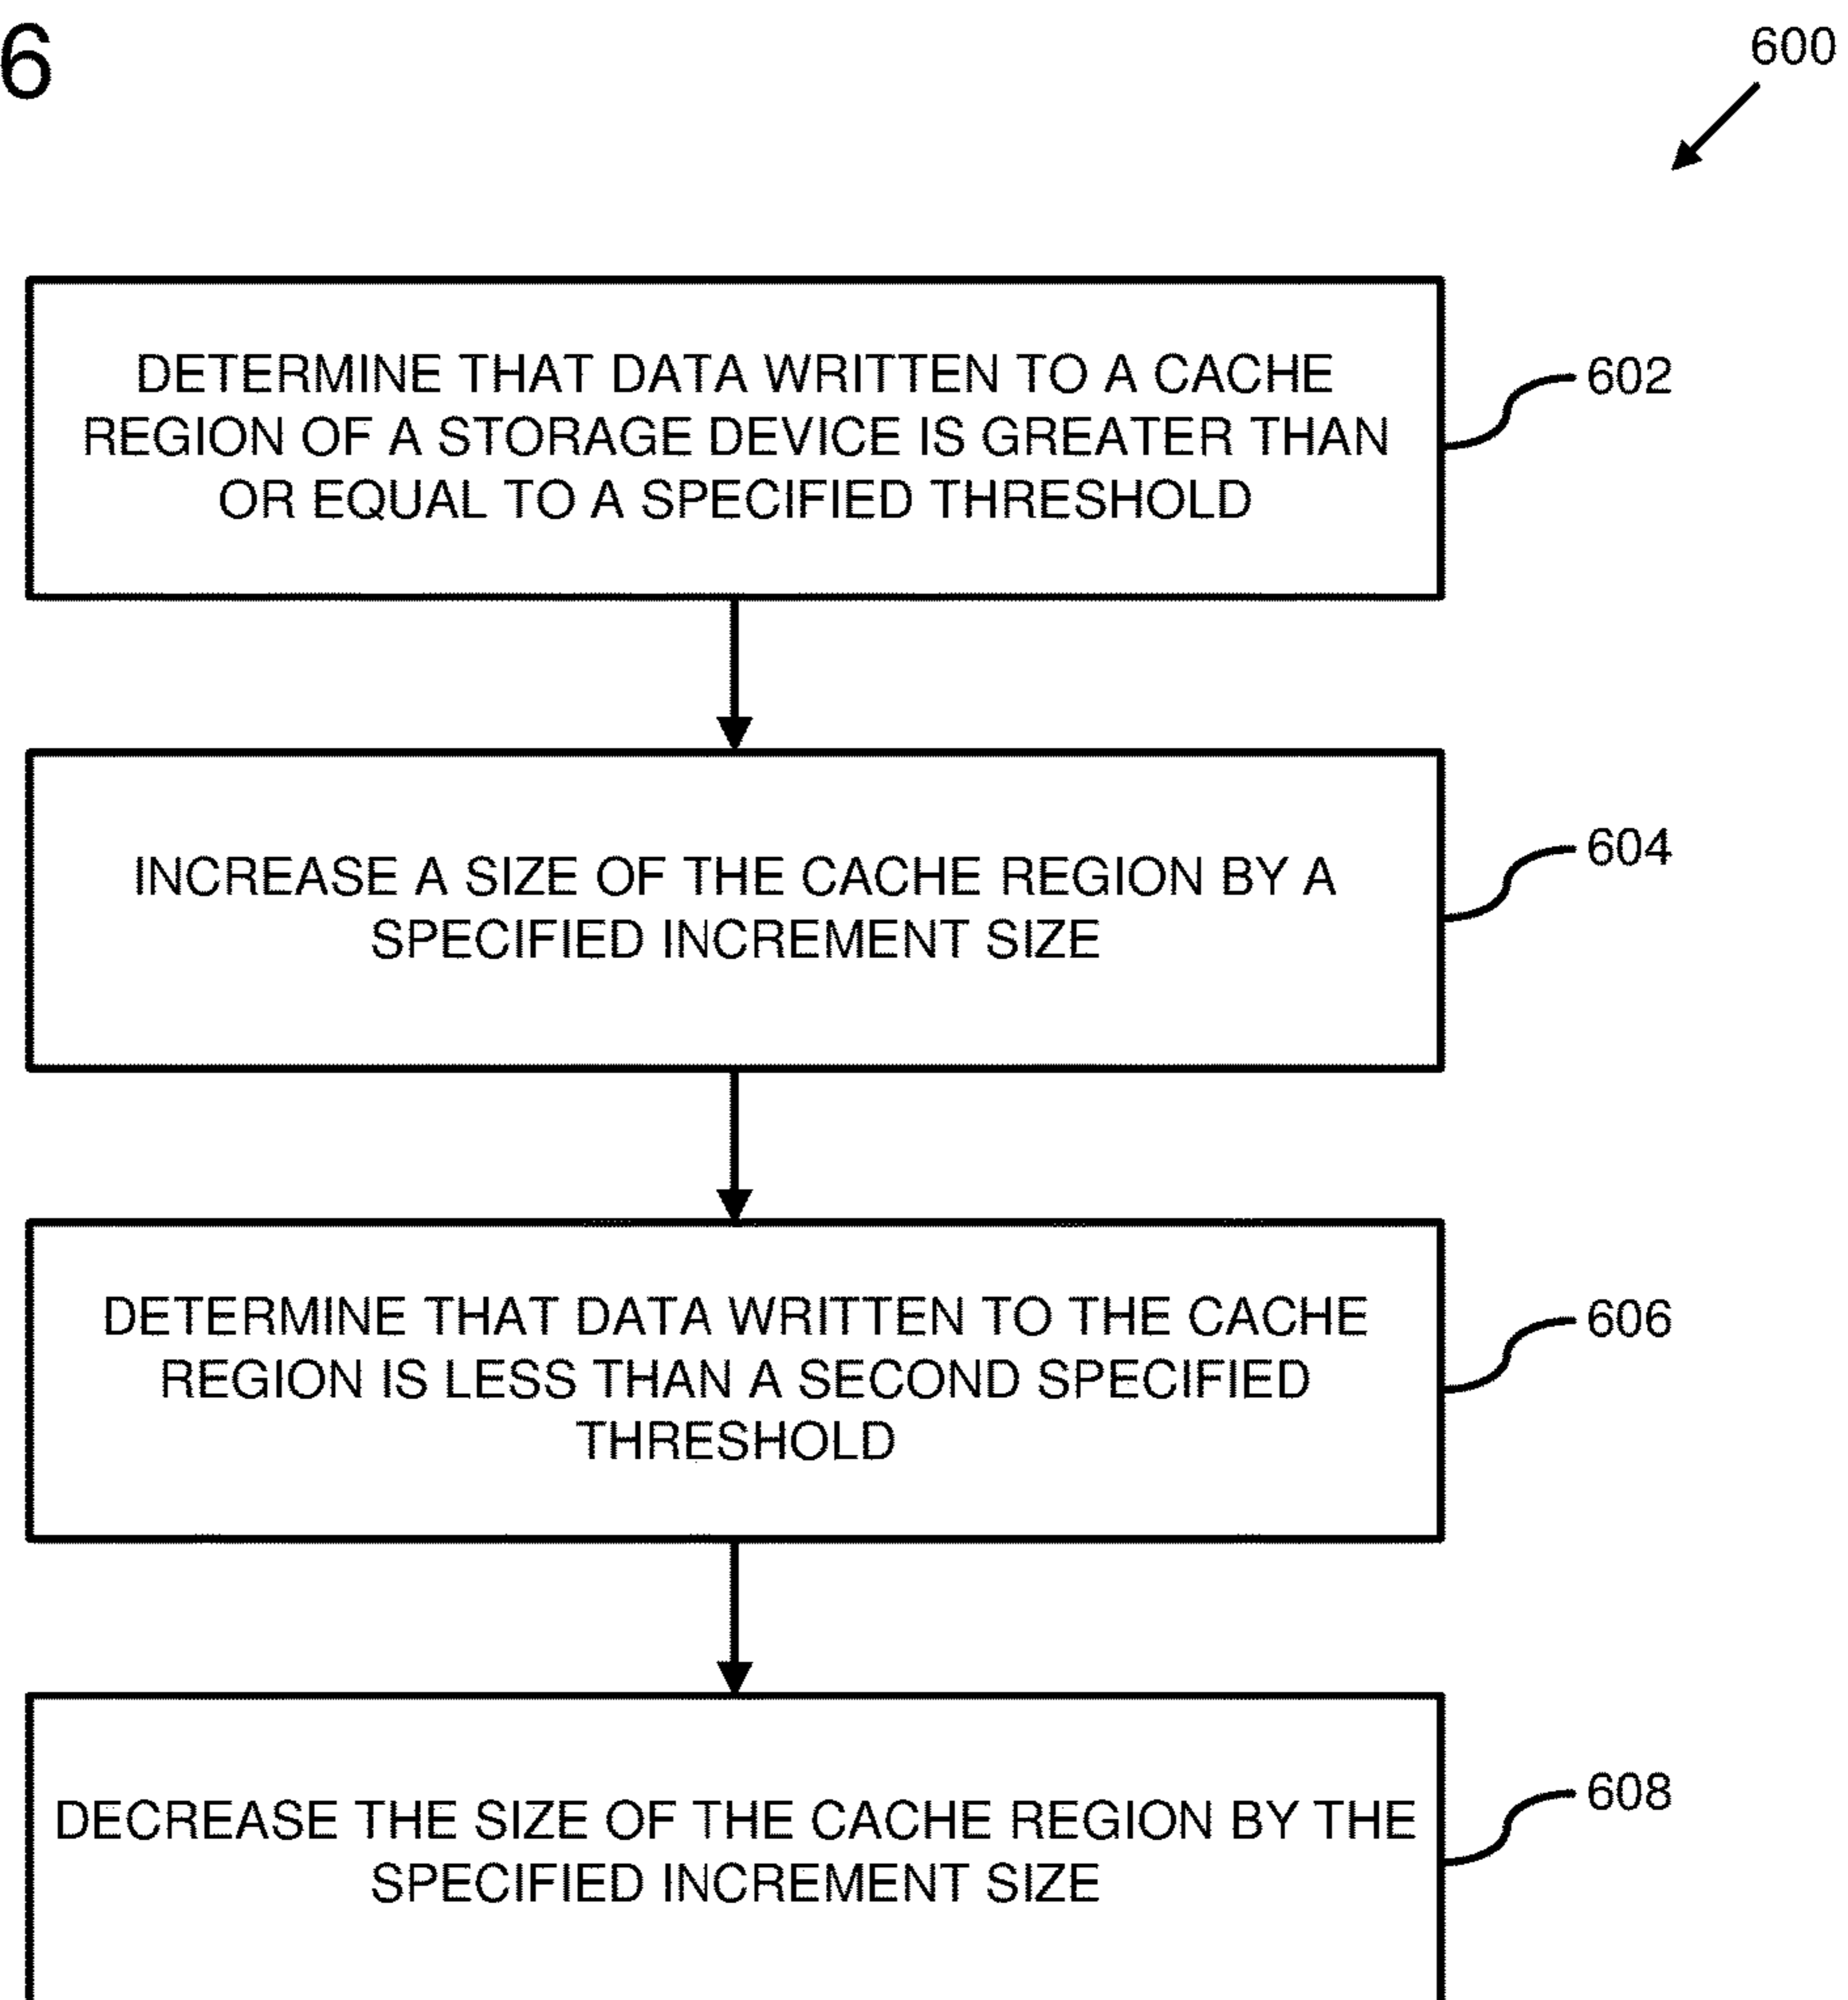 6
600
DETERMINE THAT DATA WRITTEN TO A CACHE
REGION OF A STORAGE DEVICE IS GREATER THAN
OR EQUAL TO A SPECIFIED THRESHOLD
602
INCREASE A SIZE OF THE CACHE REGION BY A
SPECIFIED INCREMENT SIZE
604
DETERMINE THAT DATA WRITTEN TO THE CACHE
REGION IS LESS THAN A SECOND SPECIFIED
THRESHOLD
606
DECREASE THE SIZE OF THE CACHE REGION BY THE
SPECIFIED INCREMENT SIZE
608